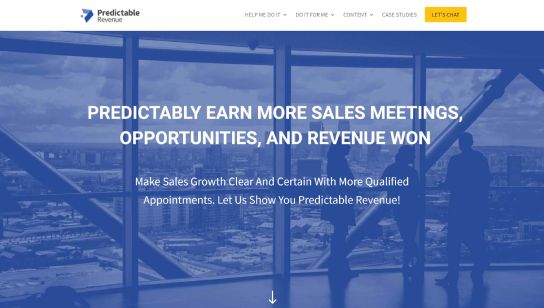 Predictable
Revenue
HELP ME DO IT
DO IT FOR ME
CONTENT
CASE STUDIES
LET'S CHAT
PREDICTABLY EARN MORE SALES MEETINGS,
OPPORTUNITIES, AND REVENUE WON
Make Sales Growth Clear And Certain With More Qualified
Appointments. Let Us Show You Predictable Revenue!